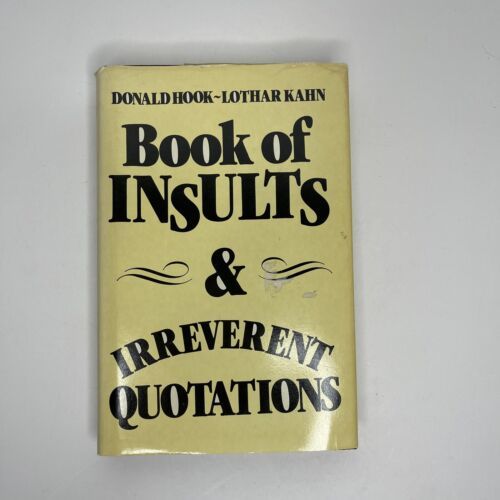 DONALD HOOK~LOTHAR KAHN
Book of
INSULTS
&
IRREVERENT
QUOTATIONS